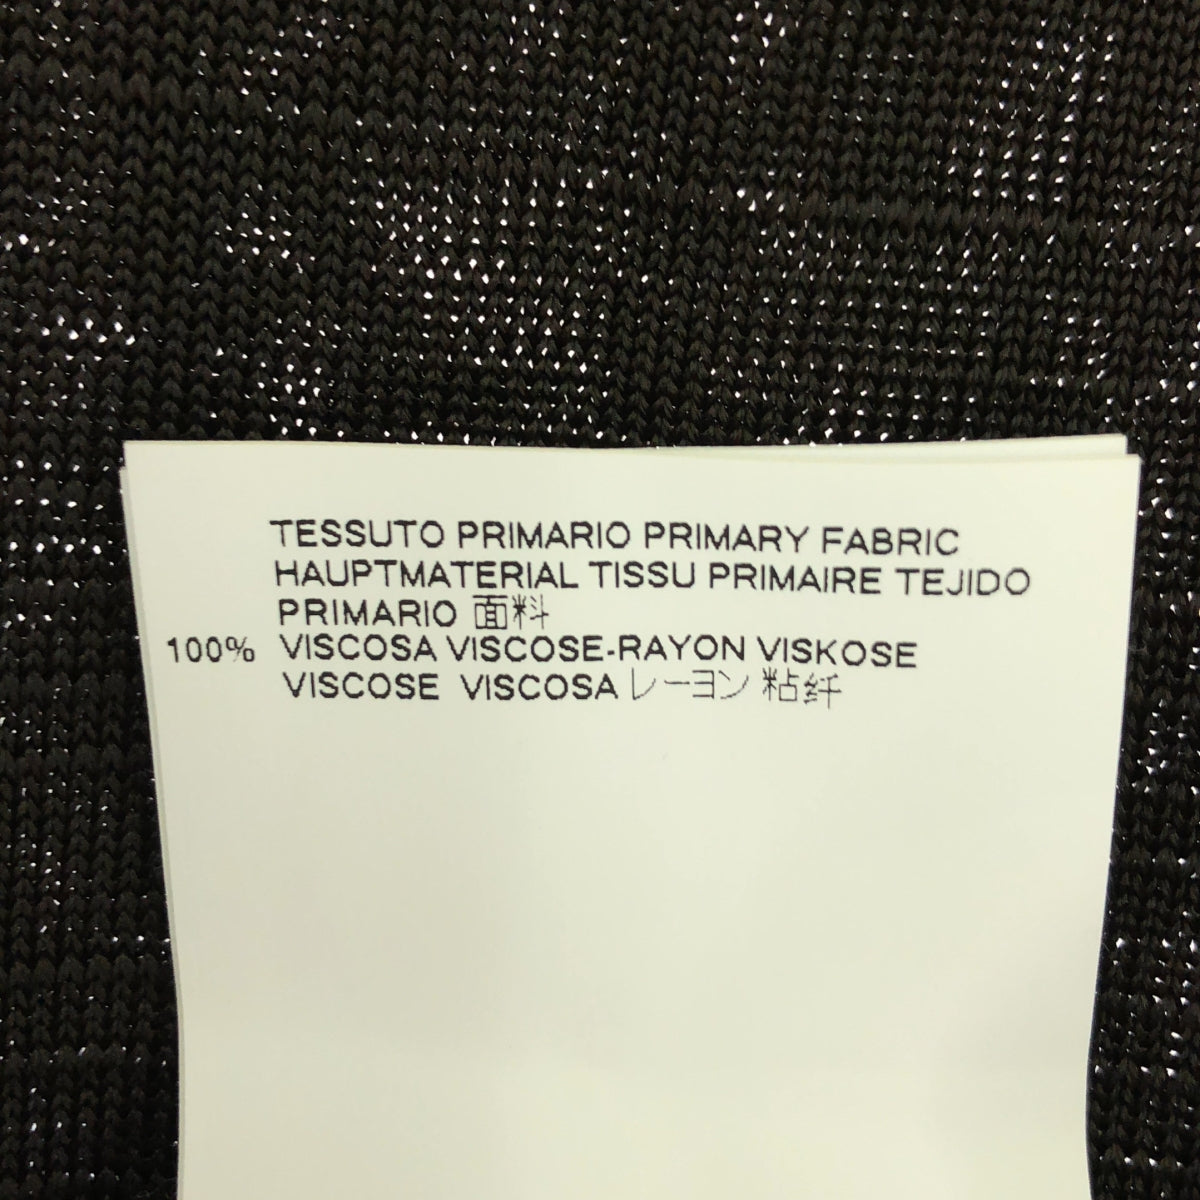 TESSUTO PRIMARIO PRIMARY FABRIC
HAUPTMATERIAL TISSU PRIMAIRE TEJIDO
PRIMARIO 面料
100% VISCOSA VISCOSE-RAYON VISKOSE
VISCOSE VISCOSA レーヨン 粘纤